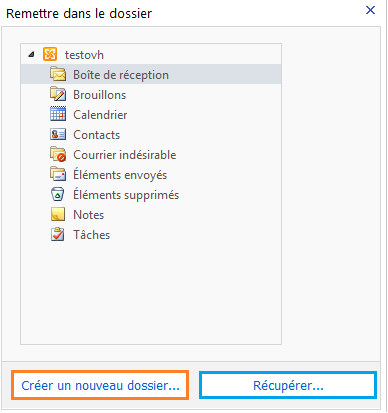 Remettre dans le dossier
testovh
Boîte de réception
Brouillons
Calendrier
Contacts
Courrier indésirable
Éléments envoyés
Éléments supprimés
Notes
Tâches
Créer un nouveau dossier... Récupérer...